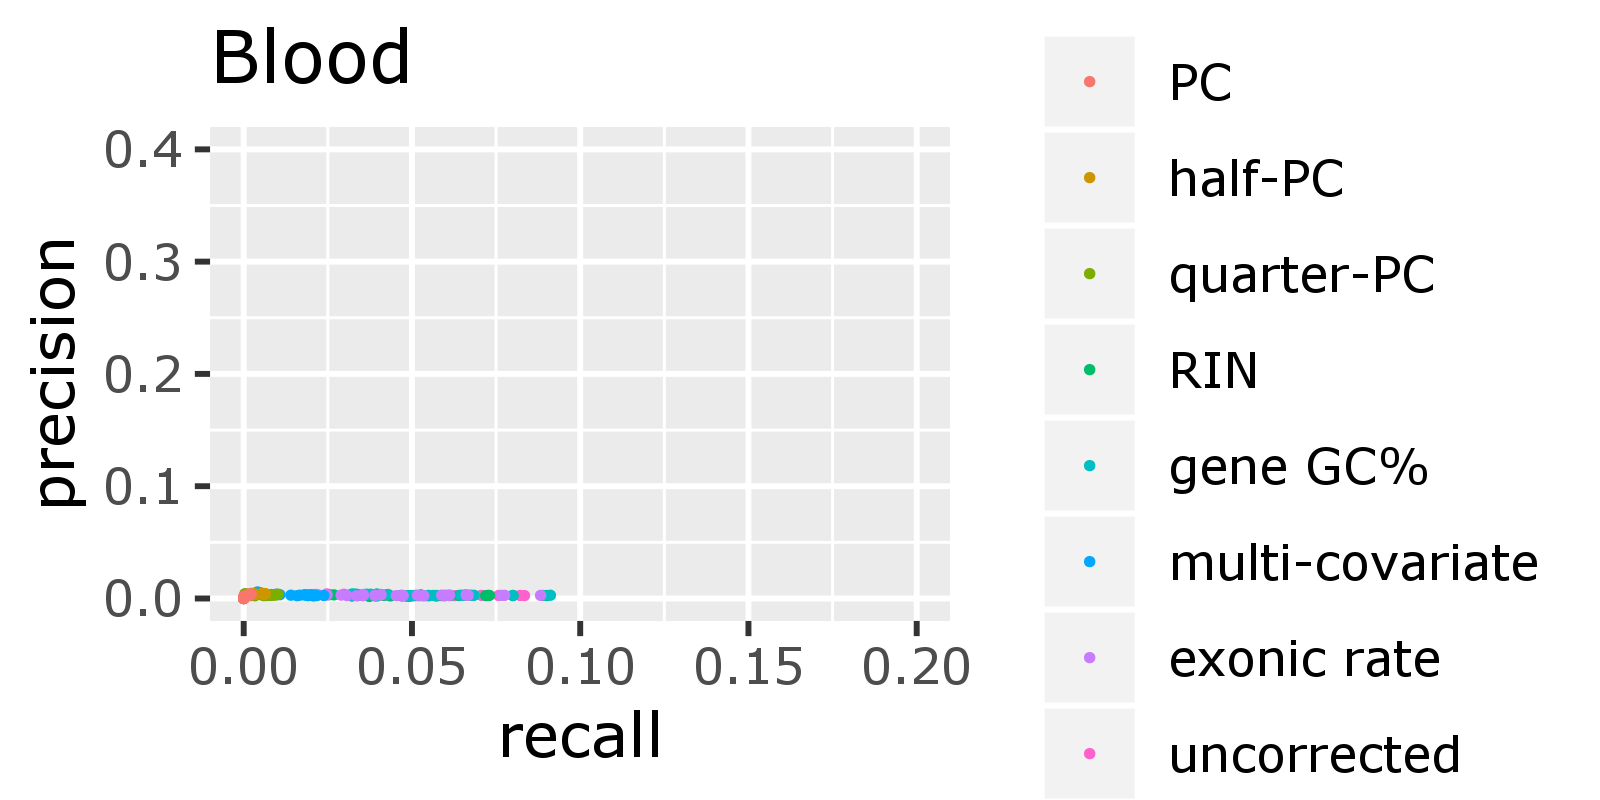 Blood
precision
0.4
0.3
0.2
0.1
0.0
0.00 0.05 0.10 0.15 0.20
recall
PC
half-PC
quarter-PC
RIN
gene GC%
multi-covariate
exonic rate
uncorrected